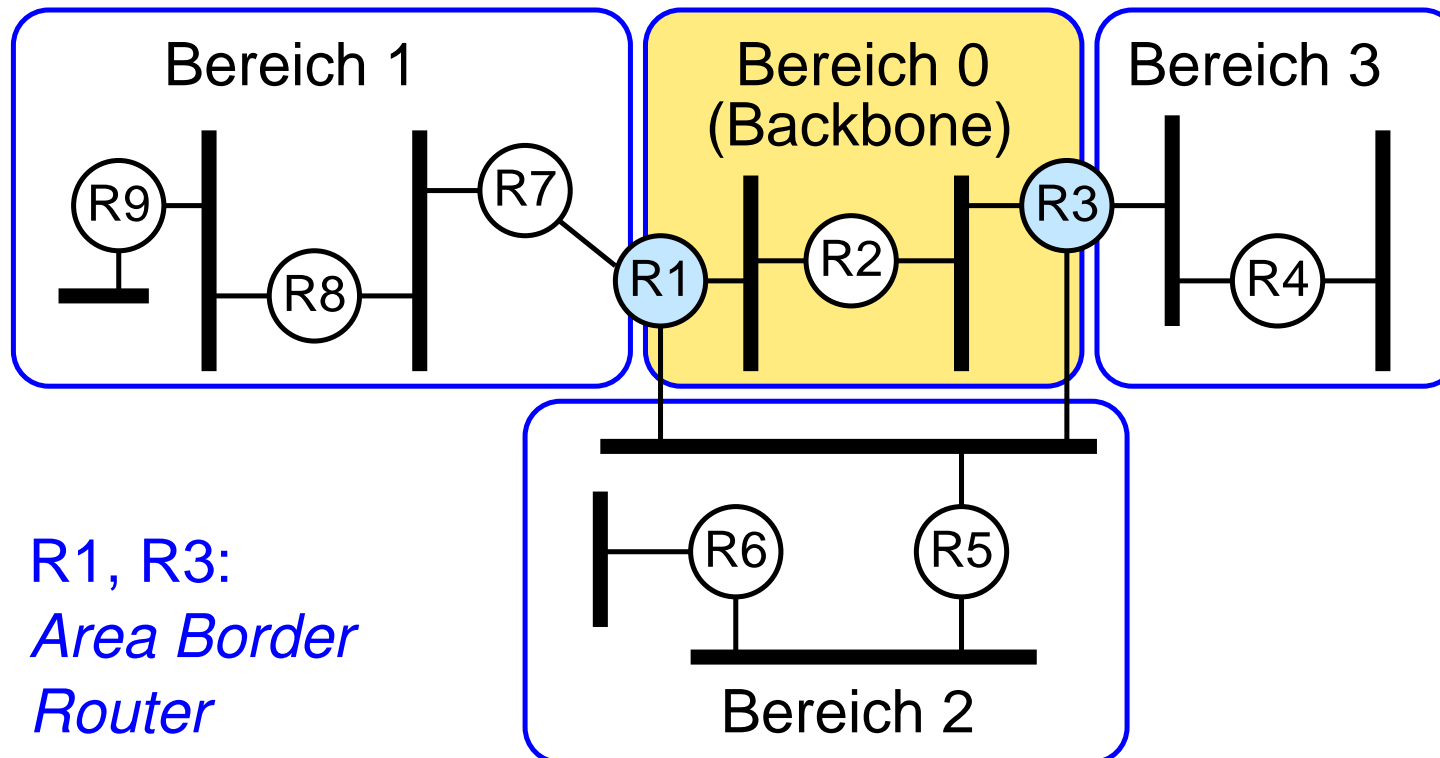 Bereich 1
Bereich 0
(Backbone)
Bereich 3
R9
R8
R7
R1
R2
R3
R4
R6
R5
Bereich 2
R1, R3:
Area Border
Router